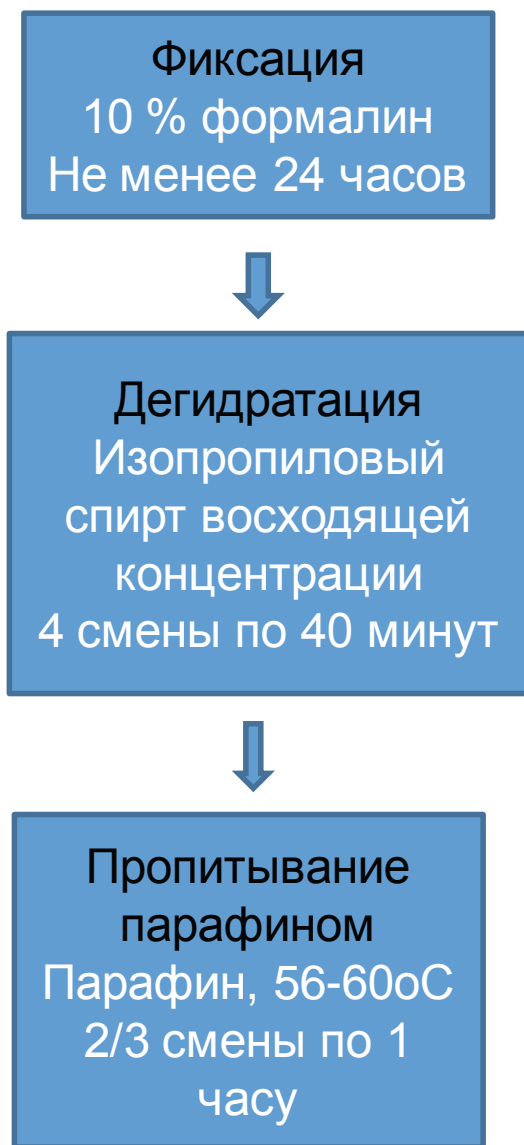 Фиксация
10 % формалин
Не менее 24 часов
Дегидратация
Изопропиловый
спирт восходящей
концентрации
4 смены по 40 минут
Пропитывание
парафином
Парафин, 56-60оС
2/3 смены по 1
часу